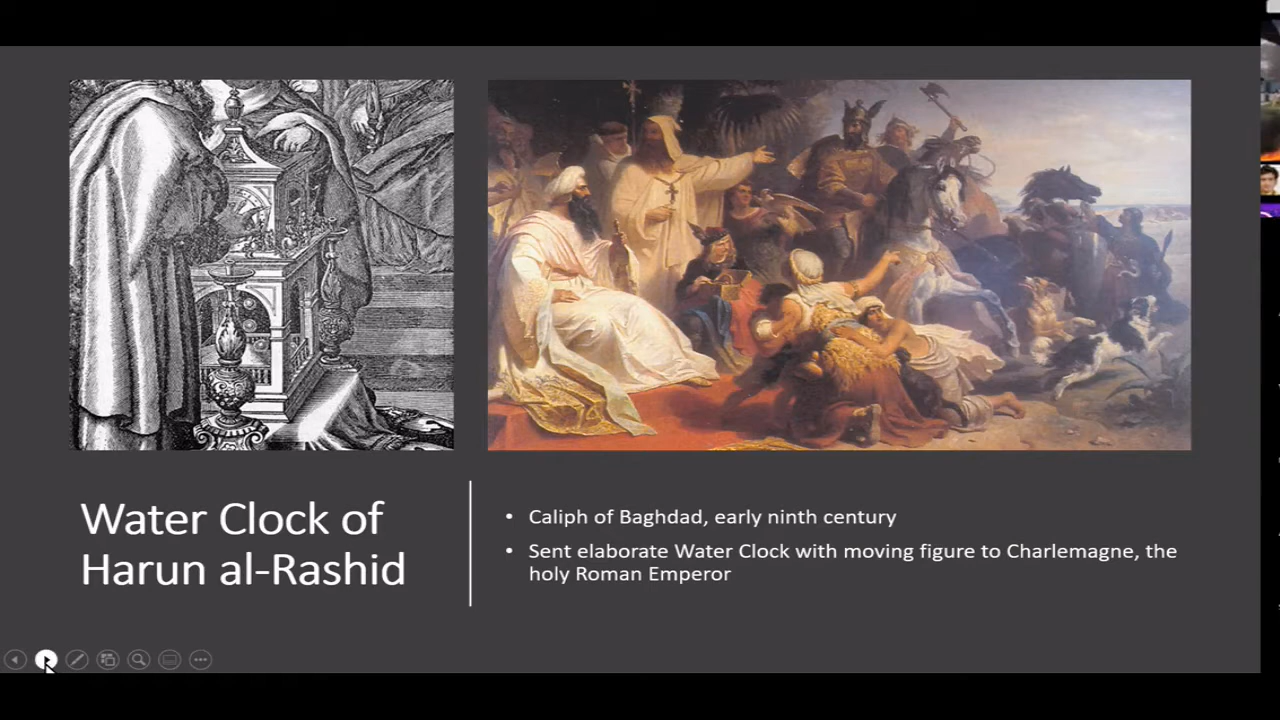 Water Clock of
Harun al-Rashid
• Caliph of Baghdad, early ninth century
• Sent elaborate Water Clock with moving figure to Charlemagne, the
holy Roman Emperor